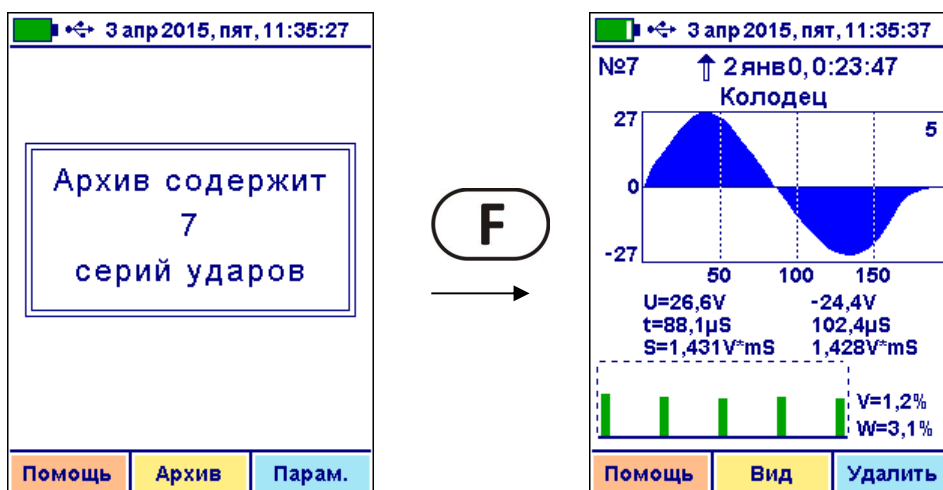 3 апр 2015, пят, 11:35:27
Архив содержит
7
серий ударов
Помощь Архив Парам.
F
3 апр 2015, пят, 11:35:37
№7 2 янв 0, 0:23:47
Колодец
27
5
0
-27
50 100 150
U=26,6V -24,4V
t=88,1µS 102,4µS
S=1,431V*mS 1,428V*mS
V=1,2%
W=3,1%
Помощь Вид Удалить